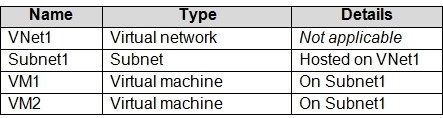 Name Type Details
VNet1 Virtual network Not applicable
Subnet1 Subnet Hosted on VNet1
VM1 Virtual machine On Subnet1
VM2 Virtual machine On Subnet1